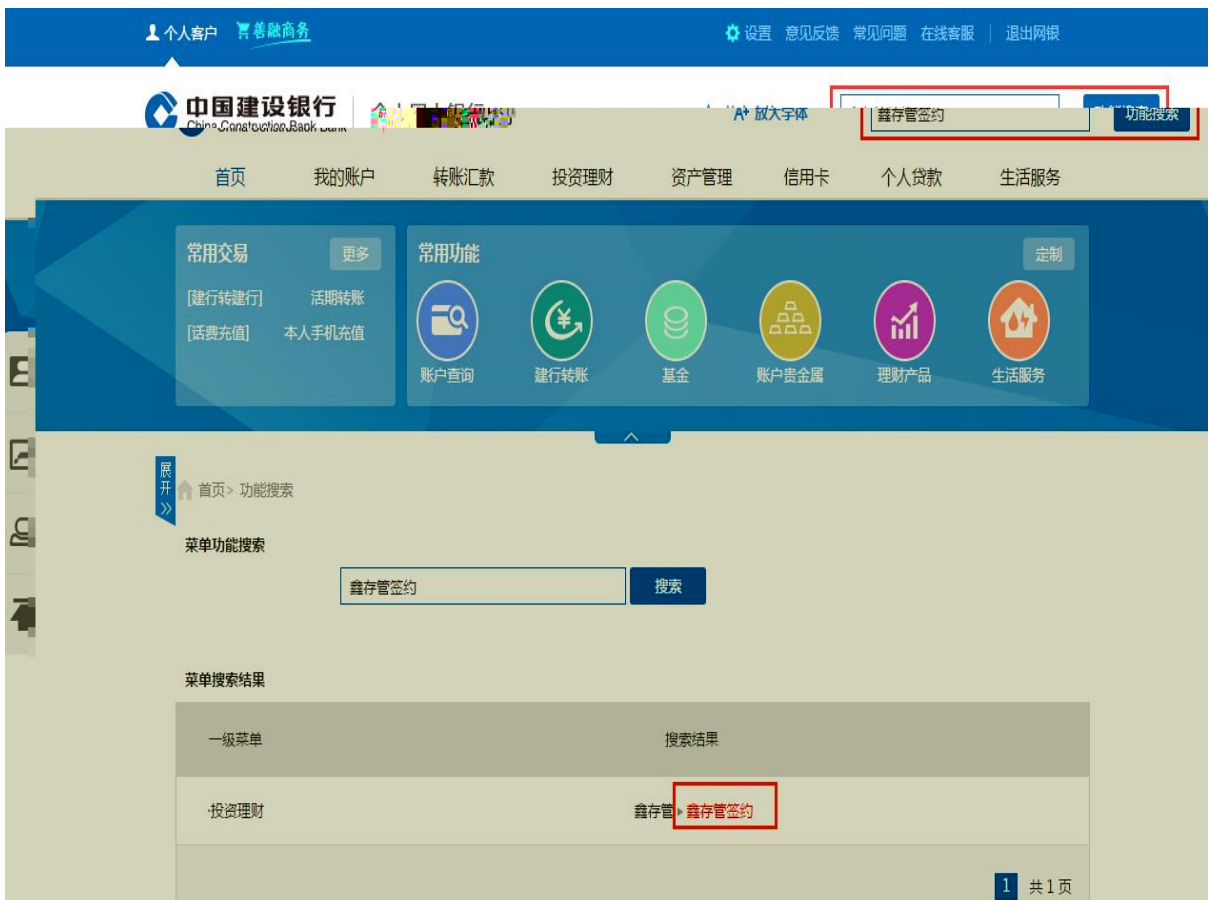 个人客户 善融商务 设置 意见反馈 常见问题 在线客服 | 退出网银
中国建设银行 放大字体 鑫存管签约 功能搜索
China Construction Bank
首页 我的账户 转账汇款 投资理财 资产管理 信用卡 个人贷款 生活服务
常用交易 更多 常用功能 定制
[建行转建行] 活期转账
[话费充值] 本人手机充值
账户查询 建行转账 基金 账户贵金属 理财产品 生活服务
展开
首页> 功能搜索
菜单功能搜索
鑫存管签约 搜索
菜单搜索结果
一级菜单 搜索结果
·投资理财 鑫存管▸鑫存管签约
1 共1页